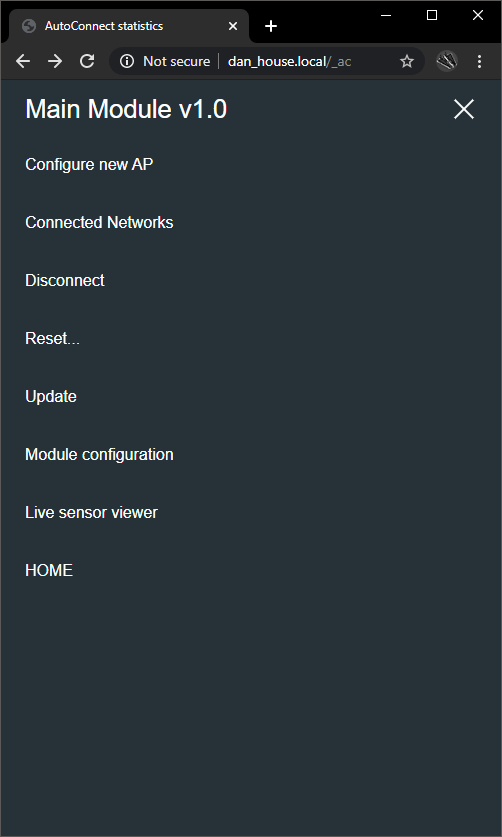 AutoConnect statistics
Not secure | dan_house.local/_ac
Main Module v1.0
Configure new AP
Connected Networks
Disconnect
Reset...
Update
Module configuration
Live sensor viewer
HOME